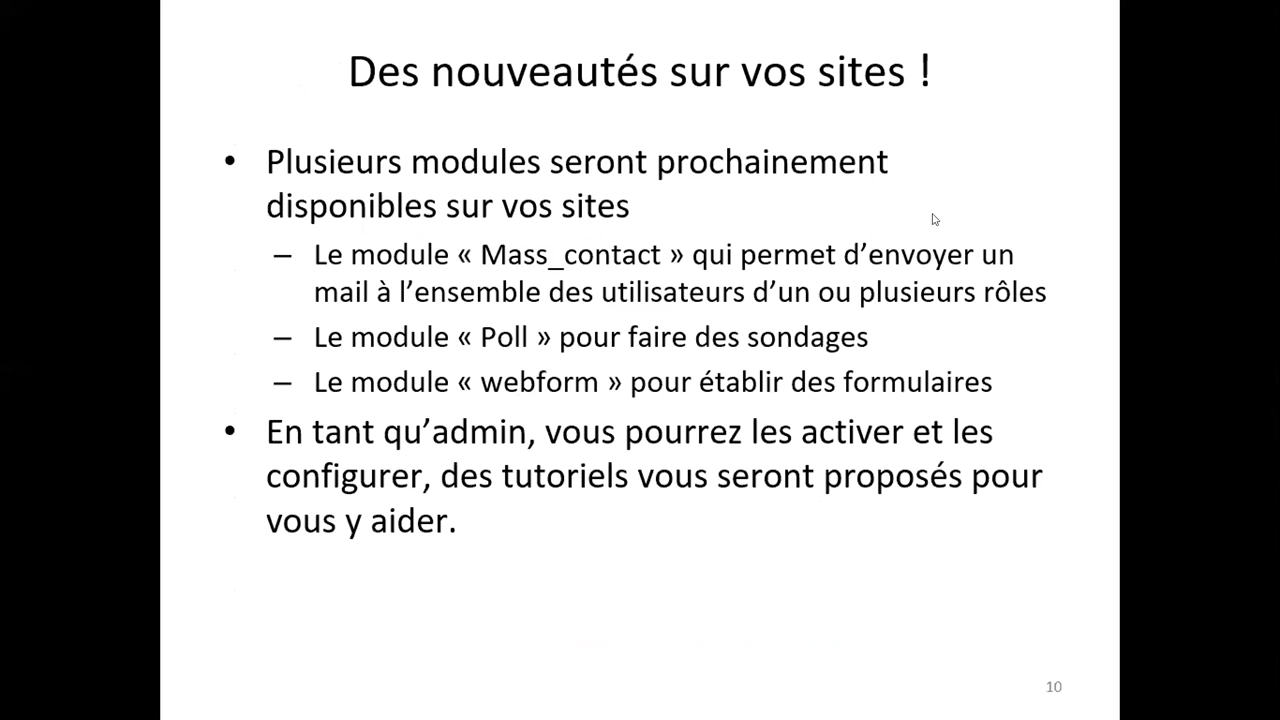 Des nouveautés sur vos sites !
• Plusieurs modules seront prochainement
disponibles sur vos sites
– Le module « Mass_contact » qui permet d’envoyer un
mail à l’ensemble des utilisateurs d’un ou plusieurs rôles
– Le module « Poll » pour faire des sondages
– Le module « webform » pour établir des formulaires
• En tant qu’admin, vous pourrez les activer et les
configurer, des tutoriels vous seront proposés pour
vous y aider.
10